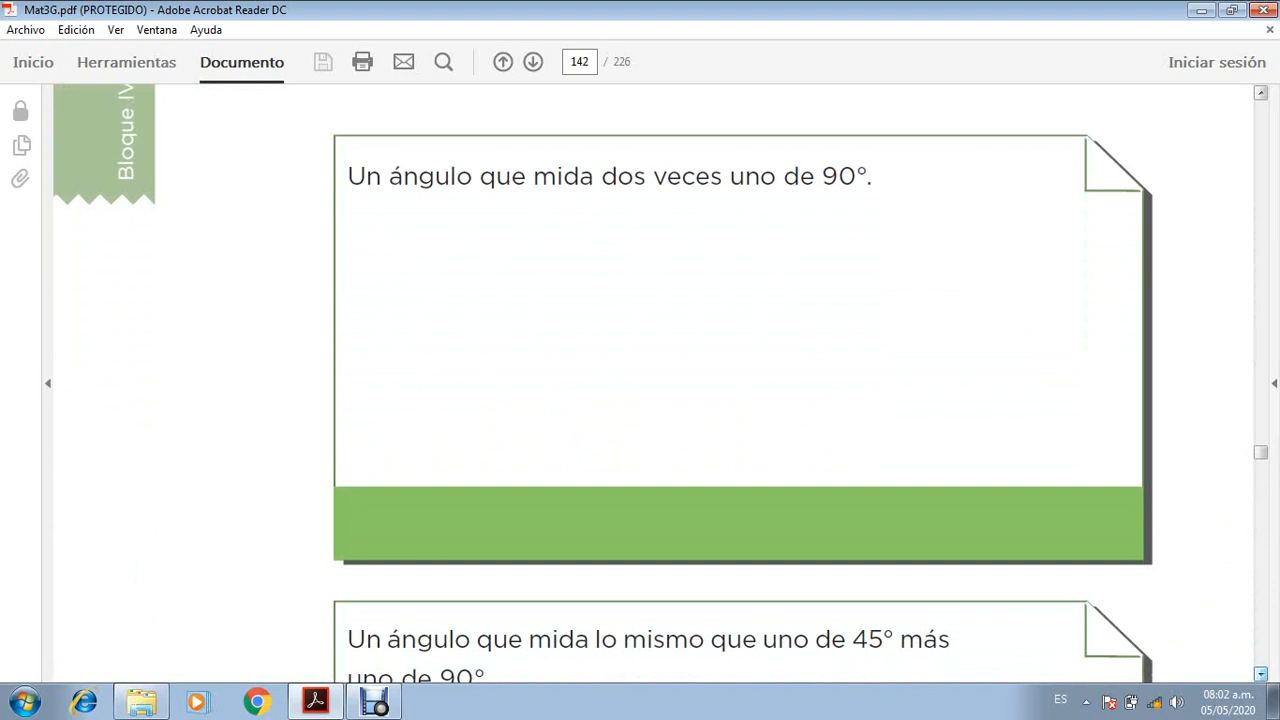 Mat3G.pdf (PROTEGIDO) - Adobe Acrobat Reader DC
Archivo Edición Ver Ventana Ayuda
Inicio Herramientas Documento 142 / 226 Iniciar sesión
Bloque IV
Un ángulo que mida dos veces uno de 90°.
Un ángulo que mida lo mismo que uno de 45° más
uno de 90°
ES 08:02 a.m.
05/05/2020